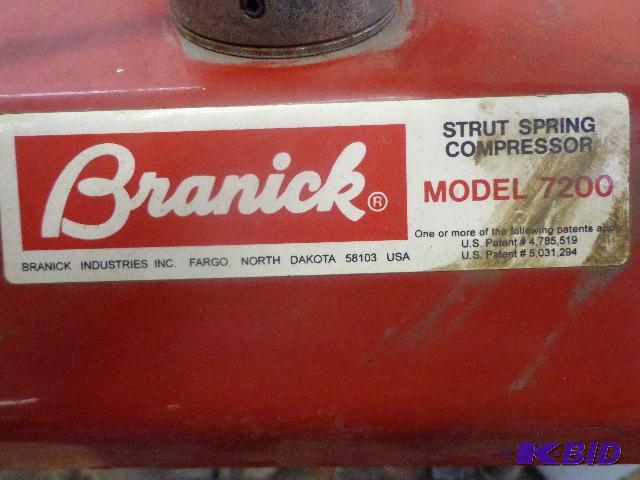 Branick®
BRANICK INDUSTRIES INC. FARGO, NORTH DAKOTA 58103 USA
STRUT SPRING
COMPRESSOR
MODEL 7200
One or more of the following patents apply
U.S. Patent # 4,785,519
U.S. Patent # 5,031,294
K-BID